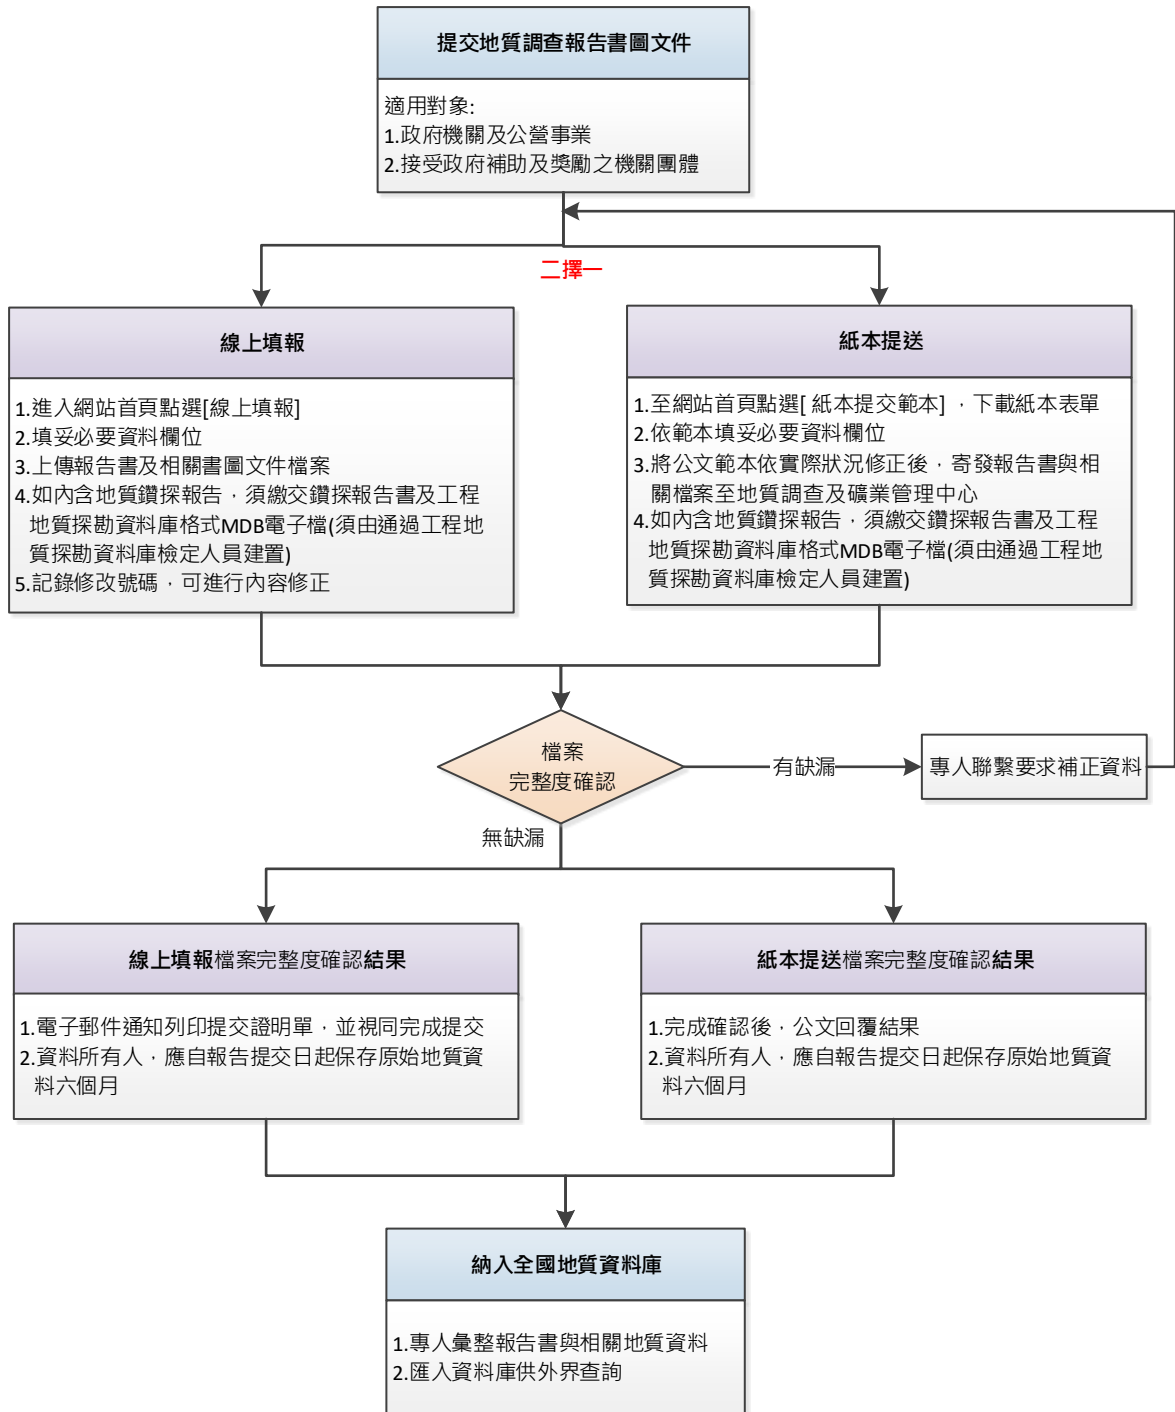 提交地質調查報告書圖文件
適用對象:
1.政府機關及公營事業
2.接受政府補助及獎勵之機關團體
二擇一
線上填報
1.進入網站首頁點選[線上填報]
2.填妥必要資料欄位
3.上傳報告書及相關書圖文件檔案
4.如內含地質鑽探報告，須繳交鑽探報告書及工程
地質探勘資料庫格式MDB電子檔(須由通過工程地
質探勘資料庫檢定人員建置)
5.記錄修改號碼，可進行內容修正
紙本提送
1.至網站首頁點選[ 紙本提交範本] ，下載紙本表單
2.依範本填妥必要資料欄位
3.將公文範本依實際狀況修正後，寄發報告書與相
關檔案至地質調查及礦業管理中心
4.如內含地質鑽探報告，須繳交鑽探報告書及工程
地質探勘資料庫格式MDB電子檔(須由通過工程地
質探勘資料庫檢定人員建置)
檔案
完整度確認
有缺漏
專人聯繫要求補正資料
無缺漏
線上填報檔案完整度確認結果
1.電子郵件通知列印提交證明單，並視同完成提交
2.資料所有人，應自報告提交日起保存原始地質資
料六個月
紙本提送檔案完整度確認結果
1.完成確認後，公文回覆結果
2.資料所有人，應自報告提交日起保存原始地質資
料六個月
納入全國地質資料庫
1.專人彙整報告書與相關地質資料
2.匯入資料庫供外界查詢